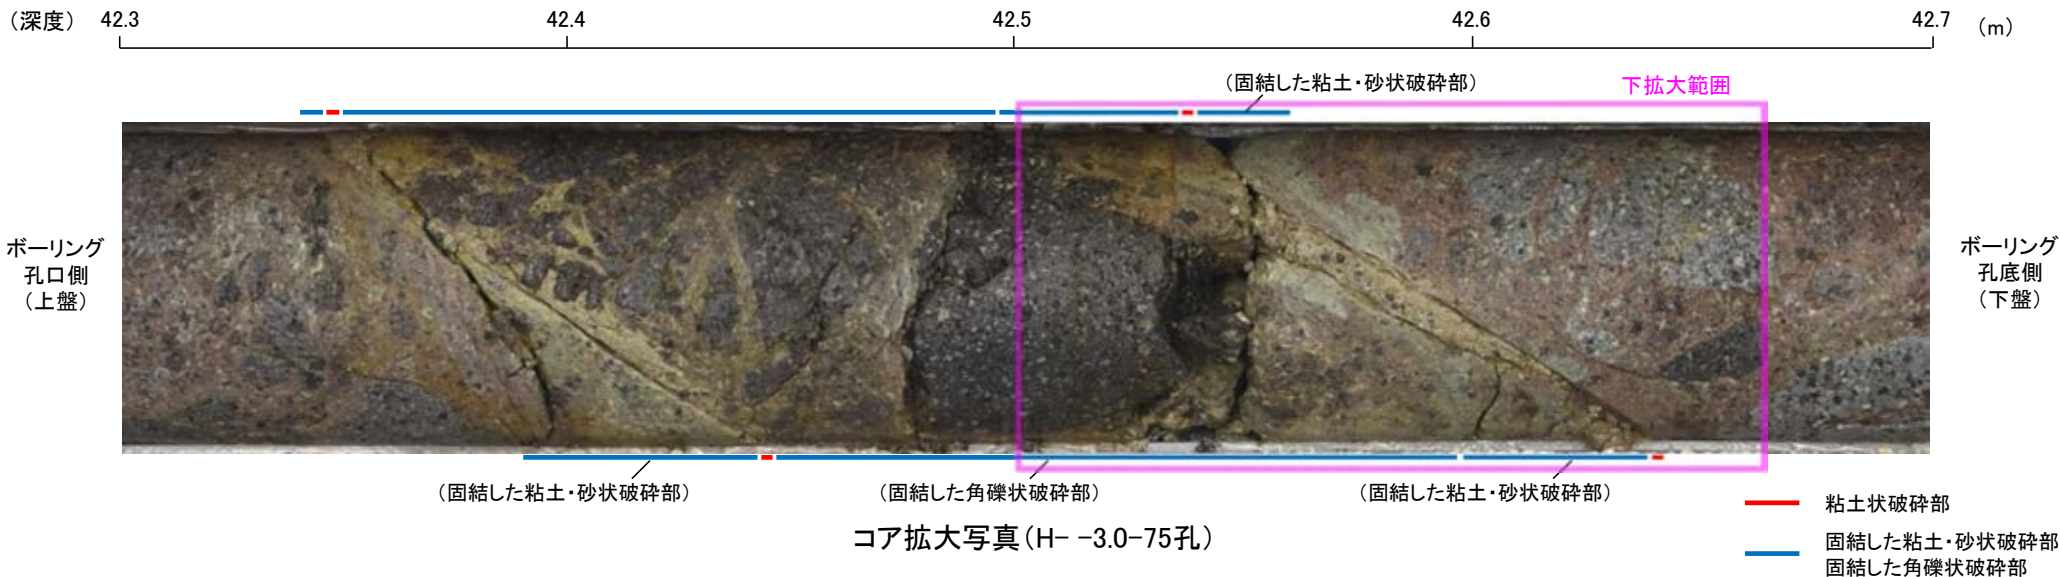 （深度） 42.3 42.4 42.5 42.6 42.7 （m）
（固結した粘土・砂状破砕部）
下拡大範囲
ボーリング
孔口側
（上盤）
ボーリング
孔底側
（下盤）
（固結した粘土・砂状破砕部） （固結した角礫状破砕部） （固結した粘土・砂状破砕部）
コア拡大写真（H- -3.0-75孔）
粘土状破砕部
固結した粘土・砂状破砕部
固結した角礫状破砕部